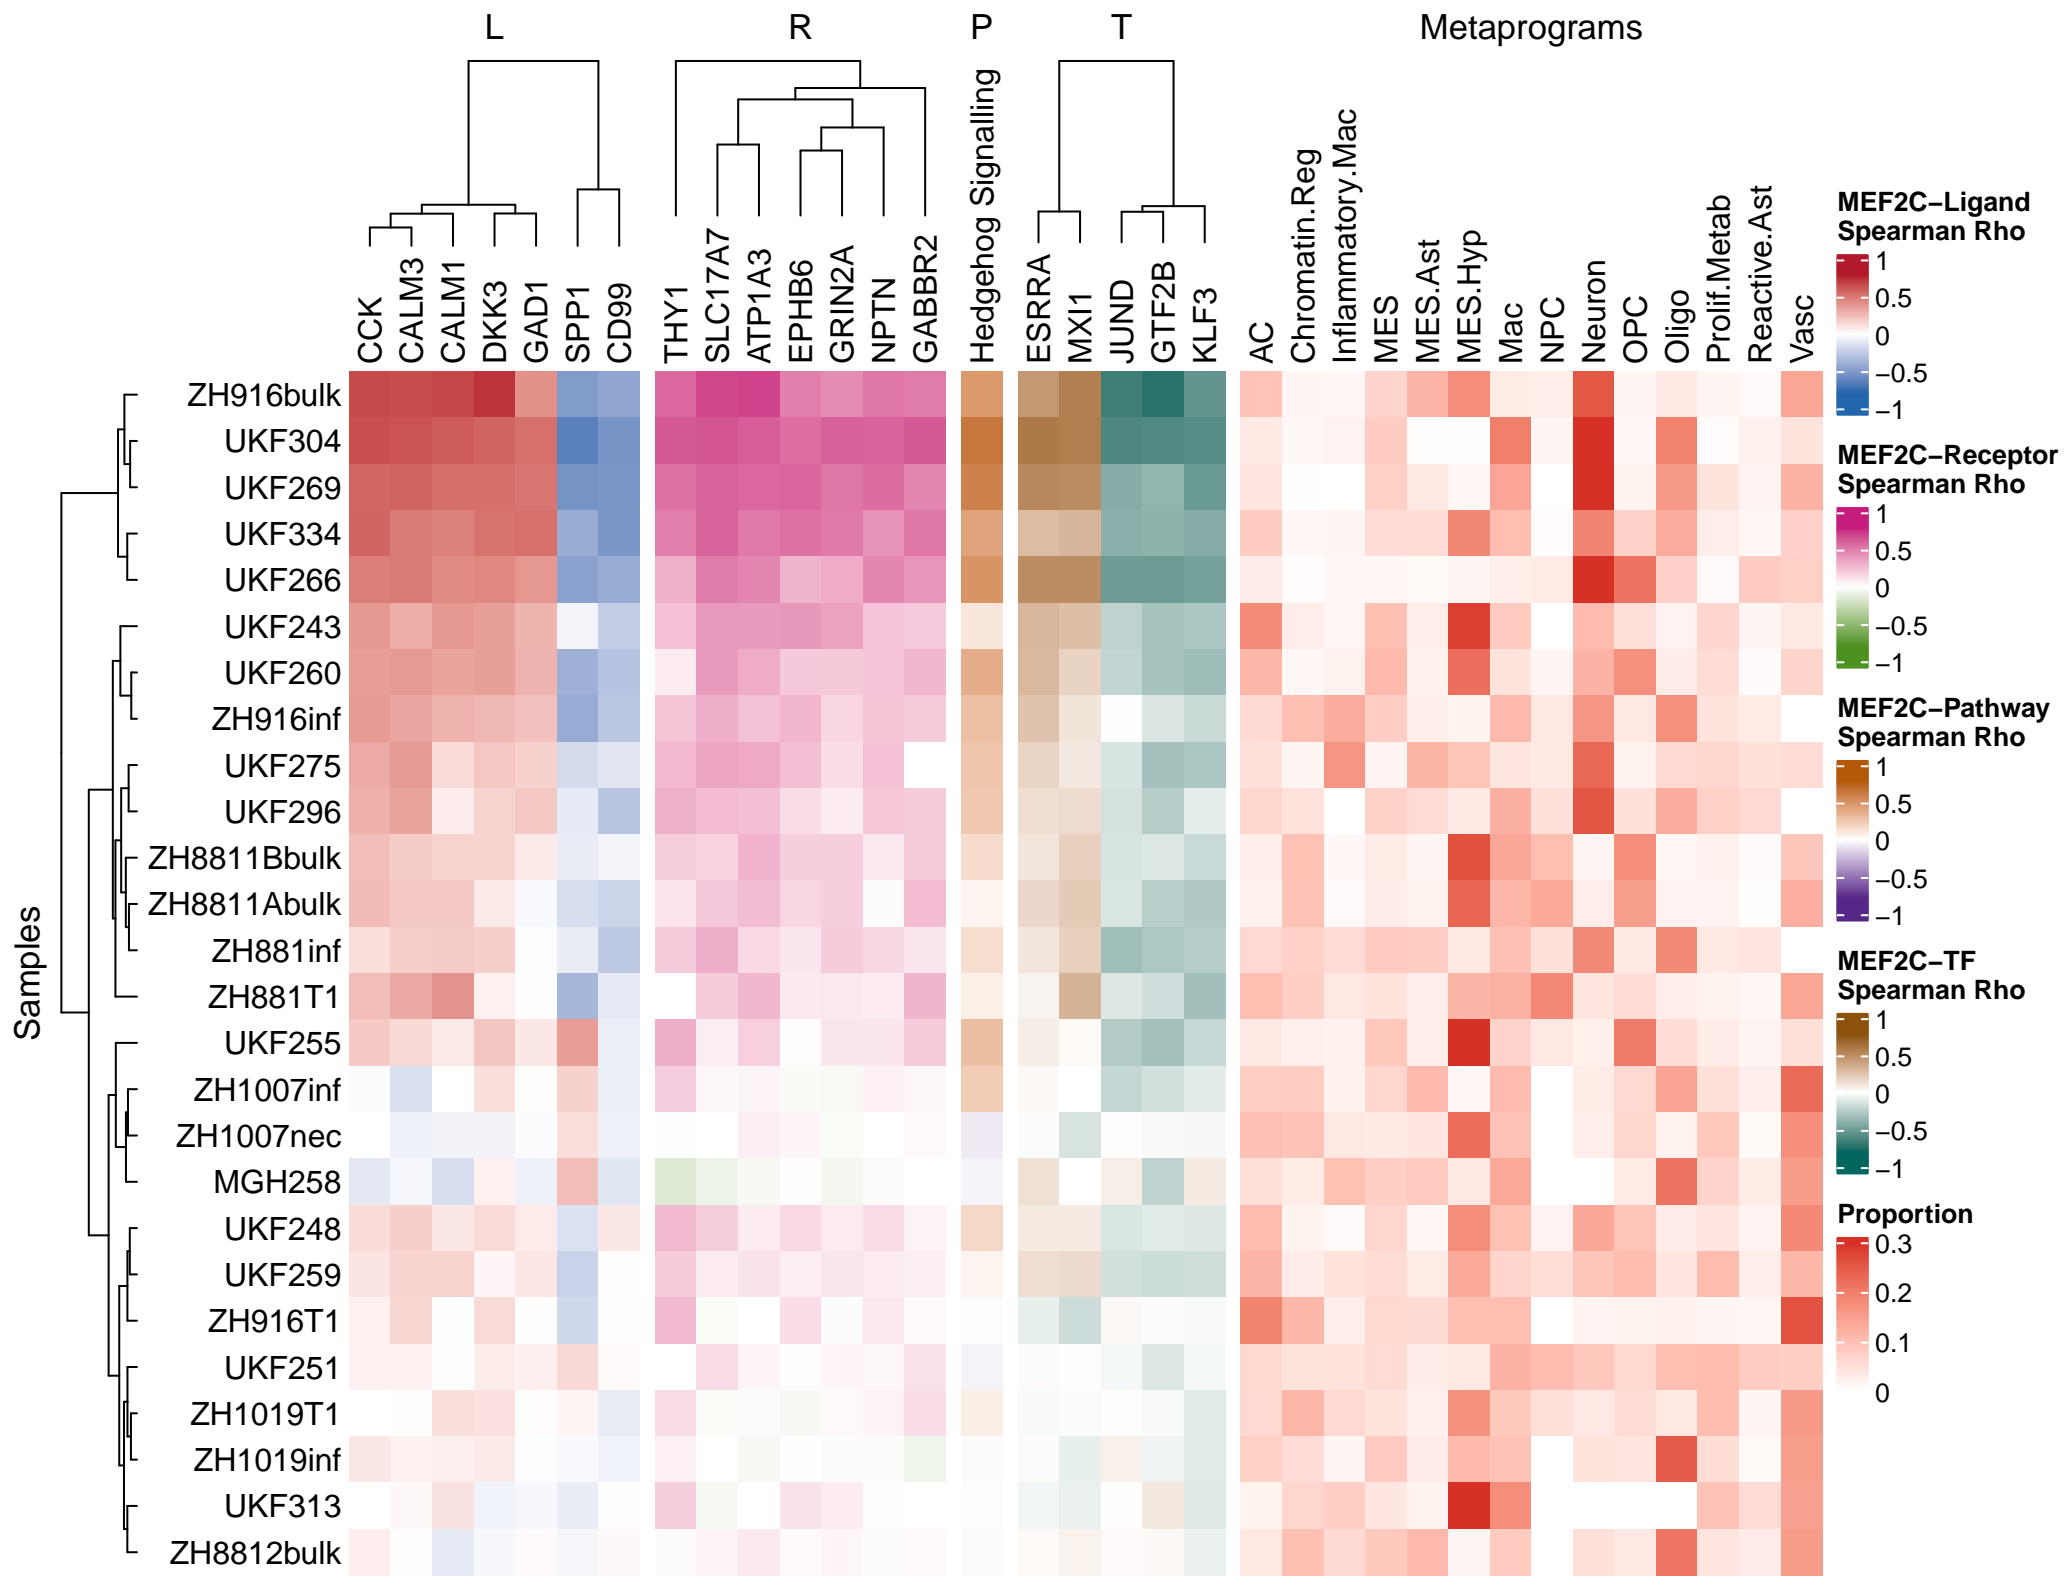 L R P T Metaprograms
CCK CALM3 CALM1 DKK3 GAD1 SPP1 CD99 THY1 SLC17A7 ATP1A3 EPHB6 GRIN2A NPTN GABBR2 Hedgehog Signalling ESRRA MXI1 JUND GTF2B KLF3 AC Chromatin.Reg Inflammatory.Mac MES MES.Ast MES.Hyp Mac NPC Neuron OPC Oligo Prolif.Metab Reactive.Ast Vasc
Samples
ZH916bulk
UKF304
UKF269
UKF334
UKF266
UKF243
UKF260
ZH916inf
UKF275
UKF296
ZH8811Bbulk
ZH8811Abulk
ZH881inf
ZH881T1
UKF255
ZH1007inf
ZH1007nec
MGH258
UKF248
UKF259
ZH916T1
UKF251
ZH1019T1
ZH1019inf
UKF313
ZH8812bulk
MEF2C−Ligand
Spearman Rho
1
0.5
0
−0.5
−1
MEF2C−Receptor
Spearman Rho
1
0.5
0
−0.5
−1
MEF2C−Pathway
Spearman Rho
1
0.5
0
−0.5
−1
MEF2C−TF
Spearman Rho
1
0.5
0
−0.5
−1
Proportion
0.3
0.2
0.1
0